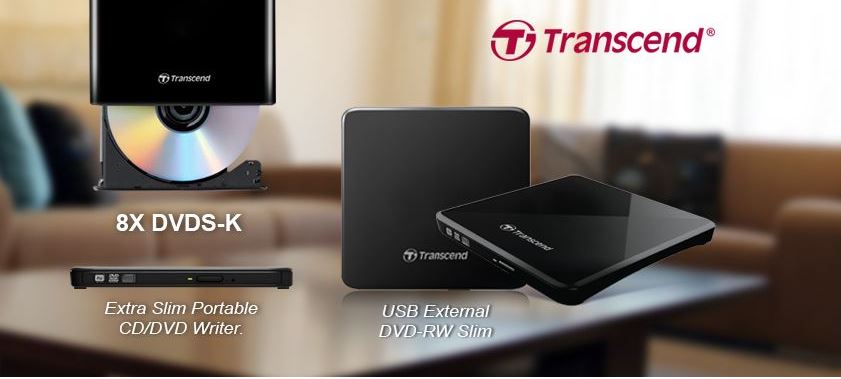 Transcend®
Transcend
8X DVDS-K
Extra Slim Portable
CD/DVD Writer.
Transcend
Transcend
USB External
DVD-RW Slim